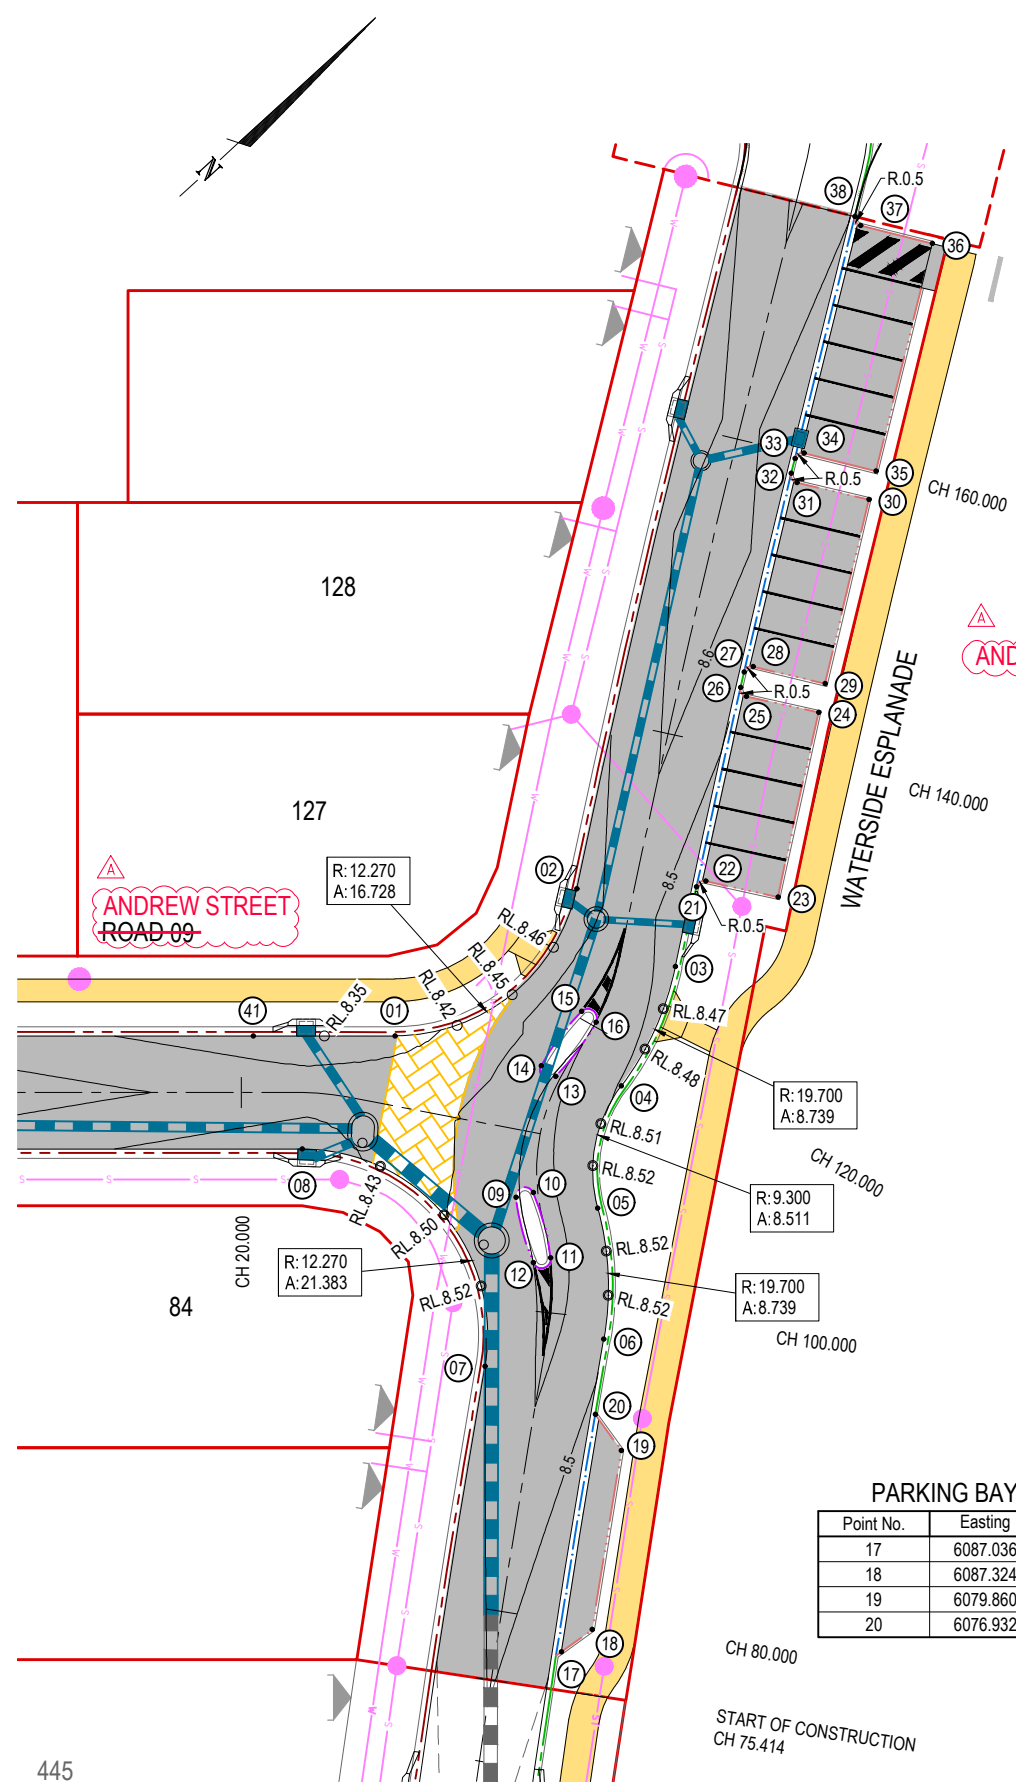 N
38
R.0.5
37
36
33
34
32
R.0.5
35
31
30
CH 160.000
128
8.6
A
AND
27
28
26
R.0.5
29
25
24
WATERSIDE ESPLANADE
CH 140.000
127
A
ANDREW STREET
ROAD 09
R: 12.270
A: 16.728
02
8.5
22
21
23
R.0.5
RL.8.46
RL.8.45
RL.8.42
RL.8.35
03
41
01
15
16
RL.8.47
14
13
RL.8.48
04
R: 19.700
A: 8.739
RL.8.51
CH 120.000
RL.8.52
08
RL.8.43
09
10
05
R: 9.300
A: 8.511
RL.8.50
CH 20.000
R: 12.270
A: 21.383
RL.8.52
12
11
RL.8.52
R: 19.700
A: 8.739
RL.8.52
84
06
CH 100.000
07
20
19
8.5
PARKING BAY
Point No. Easting
17 6087.036
18 6087.324
19 6079.860
20 6076.932
18
17
CH 80.000
START OF CONSTRUCTION
CH 75.414
445